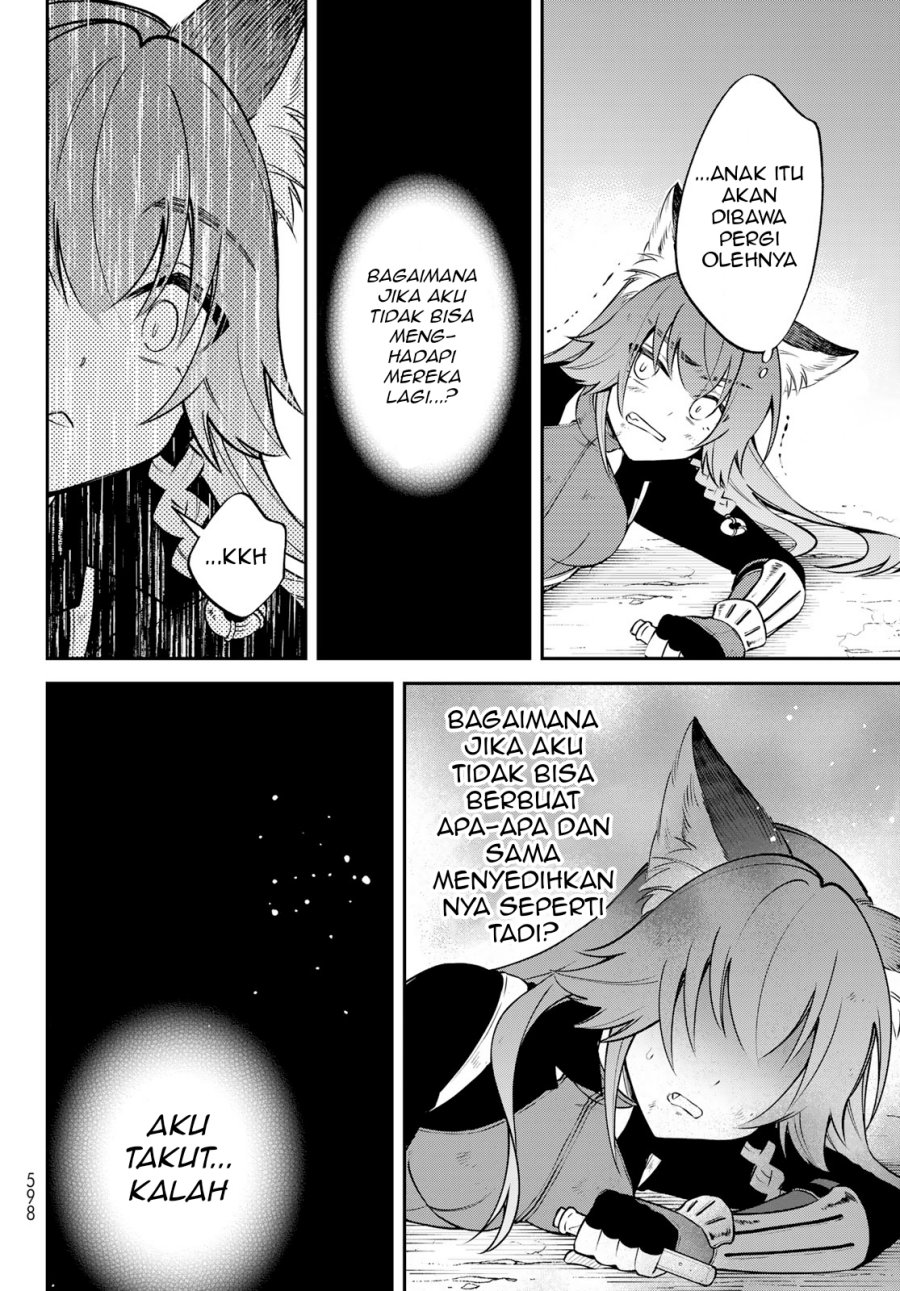 ...ANAK ITU
AKAN
DIBAWA
PERGI
OLEHNYA
BAGAIMANA
JIKA AKU
TIDAK BISA
MENG-
HADAPI
MEREKA
LAGI...?
...KKH
BAGAIMANA
JIKA AKU
TIDAK BISA
BERBUAT
APA-APA DAN
SAMA
MENYEDIHKAN
NYA SEPERTI
TADI?
AKU
TAKUT...
KALAH
598